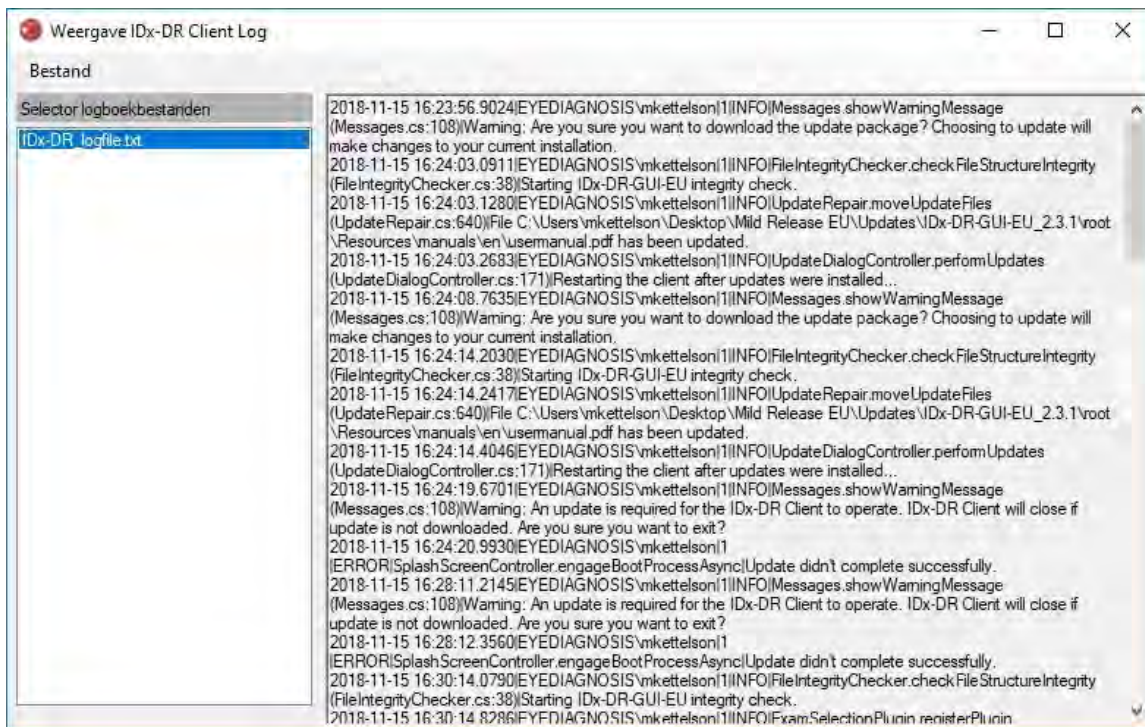 Weergave IDx-DR Client Log
Bestand
Selector logboekbestanden
IDx-DR_logfile.txt
2018-11-15 16:23:56.9024|EYEDIAGNOSIS\mkettelson|1|INFO|Messages.showWarningMessage
(Messages.cs:108)|Warning: Are you sure you want to download the update package? Choosing to update will
make changes to your current installation.
2018-11-15 16:24:03.0911|EYEDIAGNOSIS\mkettelson|1|INFO|FileIntegrityChecker.checkFileStructureIntegrity
(FileIntegrityChecker.cs:38)|Starting IDx-DR-GUI-EU integrity check.
2018-11-15 16:24:03.1280|EYEDIAGNOSIS\mkettelson|1|INFO|UpdateRepair.moveUpdateFiles
(UpdateRepair.cs:640)|File C:\Users\mkettelson\Desktop\Mild Release EU\Updates\IDx-DR-GUI-EU_2.3.1\root
\Resources\manuals\en\usermanual.pdf has been updated.
2018-11-15 16:24:03.2683|EYEDIAGNOSIS\mkettelson|1|INFO|UpdateDialogController.performUpdates
(UpdateDialogController.cs:171)|Restarting the client after updates were installed...
2018-11-15 16:24:08.7635|EYEDIAGNOSIS\mkettelson|1|INFO|Messages.showWarningMessage
(Messages.cs:108)|Warning: Are you sure you want to download the update package? Choosing to update will
make changes to your current installation.
2018-11-15 16:24:14.2030|EYEDIAGNOSIS\mkettelson|1|INFO|FileIntegrityChecker.checkFileStructureIntegrity
(FileIntegrityChecker.cs:38)|Starting IDx-DR-GUI-EU integrity check.
2018-11-15 16:24:14.2417|EYEDIAGNOSIS\mkettelson|1|INFO|UpdateRepair.moveUpdateFiles
(UpdateRepair.cs:640)|File C:\Users\mkettelson\Desktop\Mild Release EU\Updates\IDx-DR-GUI-EU_2.3.1\root
\Resources\manuals\en\usermanual.pdf has been updated.
2018-11-15 16:24:14.4046|EYEDIAGNOSIS\mkettelson|1|INFO|UpdateDialogController.performUpdates
(UpdateDialogController.cs:171)|Restarting the client after updates were installed...
2018-11-15 16:24:19.6701|EYEDIAGNOSIS\mkettelson|1|INFO|Messages.showWarningMessage
(Messages.cs:108)|Warning: An update is required for the IDx-DR Client to operate. IDx-DR Client will close if
update is not downloaded. Are you sure you want to exit?
2018-11-15 16:24:20.9930|EYEDIAGNOSIS\mkettelson|1
|ERROR|SplashScreenController.engageBootProcessAsync|Update didn't complete successfully.
2018-11-15 16:28:11.2145|EYEDIAGNOSIS\mkettelson|1|INFO|Messages.showWarningMessage
(Messages.cs:108)|Warning: An update is required for the IDx-DR Client to operate. IDx-DR Client will close if
update is not downloaded. Are you sure you want to exit?
2018-11-15 16:28:12.3560|EYEDIAGNOSIS\mkettelson|1
|ERROR|SplashScreenController.engageBootProcessAsync|Update didn't complete successfully.
2018-11-15 16:30:14.0790|EYEDIAGNOSIS\mkettelson|1|INFO|FileIntegrityChecker.checkFileStructureIntegrity
(FileIntegrityChecker.cs:38)|Starting IDx-DR-GUI-EU integrity check.
2018-11-15 16:30:14.8286|EYEDIAGNOSIS\mkettelson|1|INFO|ExamSelectionPlugin.registerPlugin